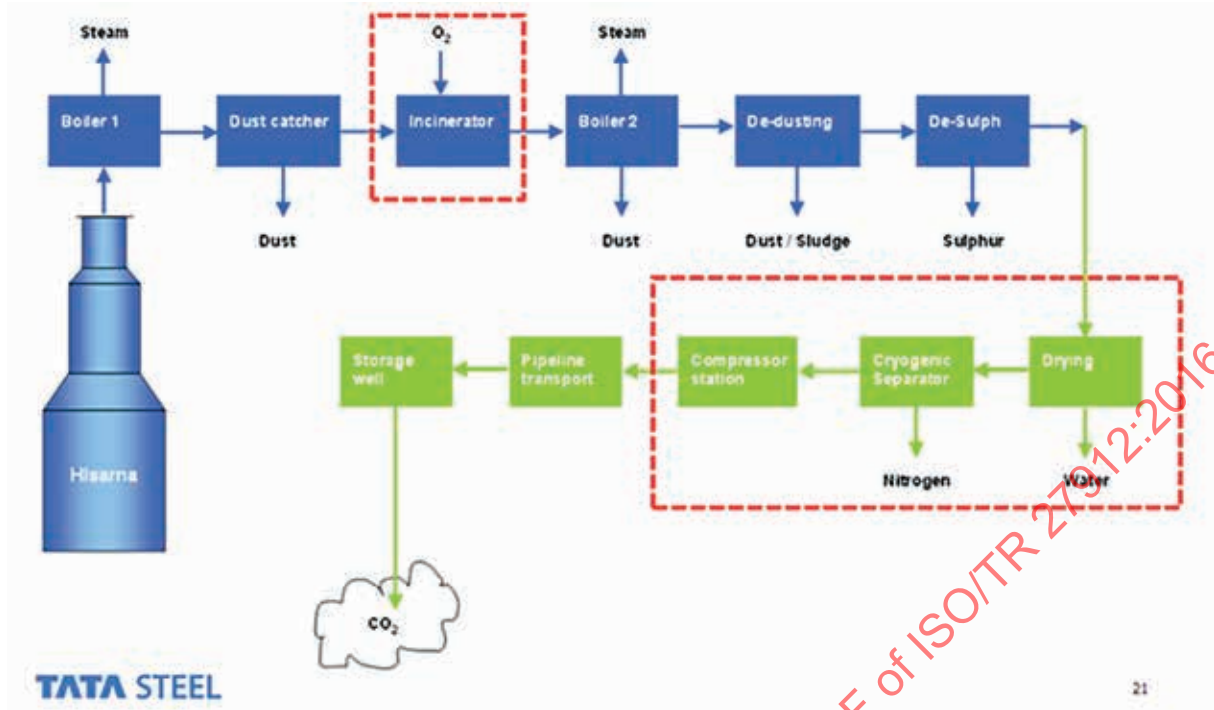 Steam
O2
Steam
Boiler 1
Dust catcher
Incinerator
Boiler 2
De-dusting
De-Sulph
Dust
Dust
Dust / Sludge
Sulphur
Storage
well
Pipeline
transport
Compressor
station
Cryogenic
Separator
Drying
Hisarna
Nitrogen
Water
CO2
TATA STEEL
21
of ISO/TR 27912:2016